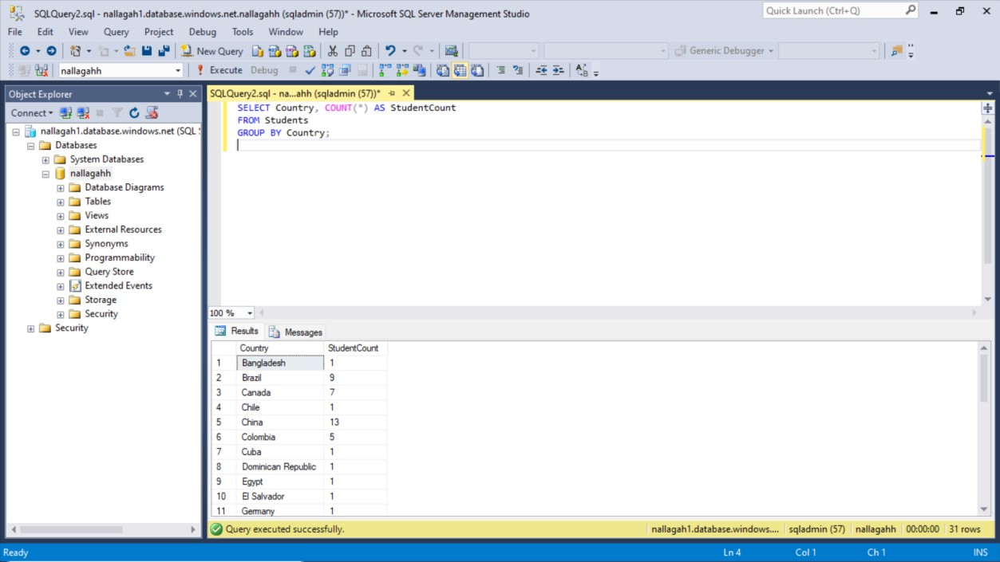 SQLQuery2.sql - nallagah1.database.windows.net.nallagahh (sqladmin (57))* - Microsoft SQL Server Management Studio
Quick Launch (Ctrl+Q)
File Edit View Query Project Debug Tools Window Help
New Query
Generic Debugger
nallagahh
Execute Debug
Object Explorer
Connect
nallagah1.database.windows.net (SQL
Databases
System Databases
nallagahh
Database Diagrams
Tables
Views
External Resources
Synonyms
Programmability
Query Store
Extended Events
Storage
Security
Security
SQLQuery2.sql - na...ahh (sqladmin (57))*
SELECT Country, COUNT(*) AS StudentCount
FROM Students
GROUP BY Country;
100 %
Results Messages
Country StudentCount
1 Bangladesh 1
2 Brazil 9
3 Canada 7
4 Chile 1
5 China 13
6 Colombia 5
7 Cuba 1
8 Dominican Republic 1
9 Egypt 1
10 El Salvador 1
11 Germany 1
Query executed successfully.
nallagah1.database.windows.... sqladmin (57) nallagahh 00:00:00 31 rows
Ready Ln 4 Col 1 Ch 1 INS